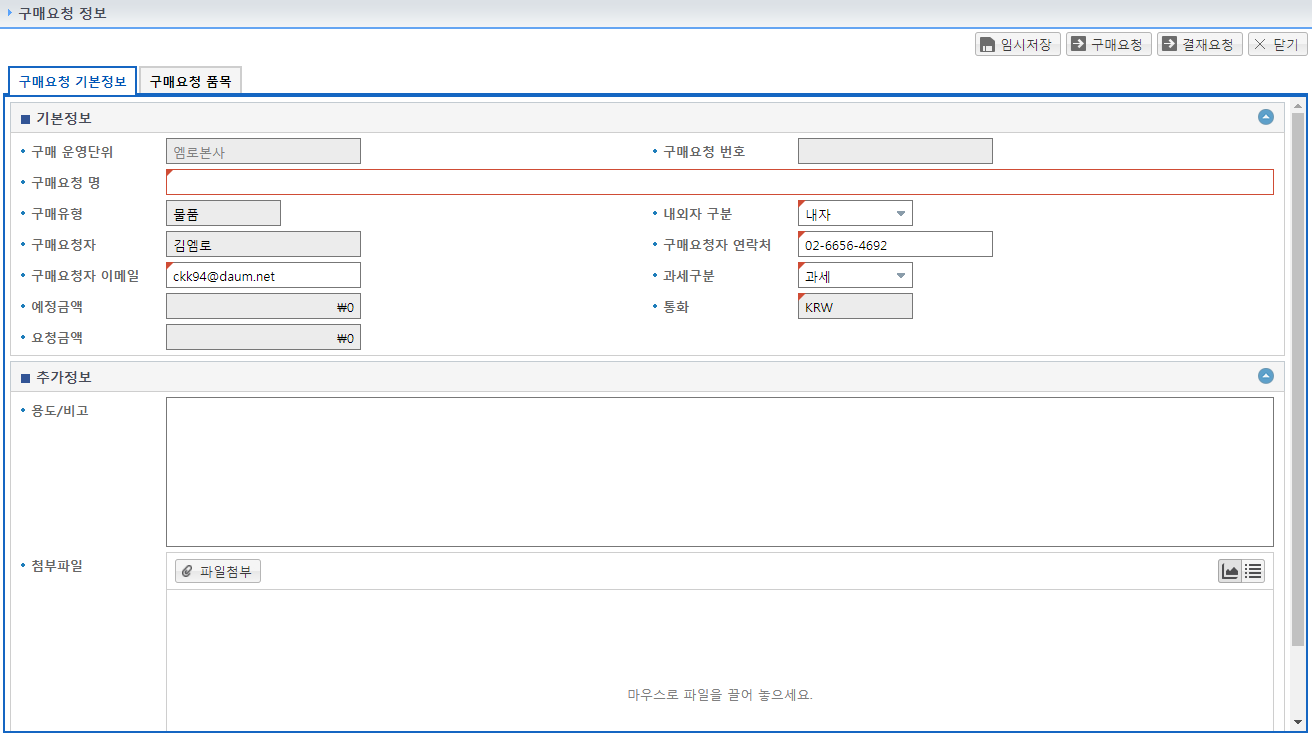 구매요청 정보
임시저장 구매요청 결재요청 닫기
구매요청 기본정보 구매요청 품목
기본정보
구매 운영단위 엠로본사 구매요청 번호
구매요청 명
구매유형 물품 내외자 구분 내자
구매요청자 김엠로 구매요청자 연락처 02-6656-4692
구매요청자 이메일 ckk94@daum.net 과세구분 과세
예정금액 ₩0 통화 KRW
요청금액 ₩0
추가정보
용도/비고
첨부파일 파일첨부
마우스로 파일을 끌어 놓으세요.